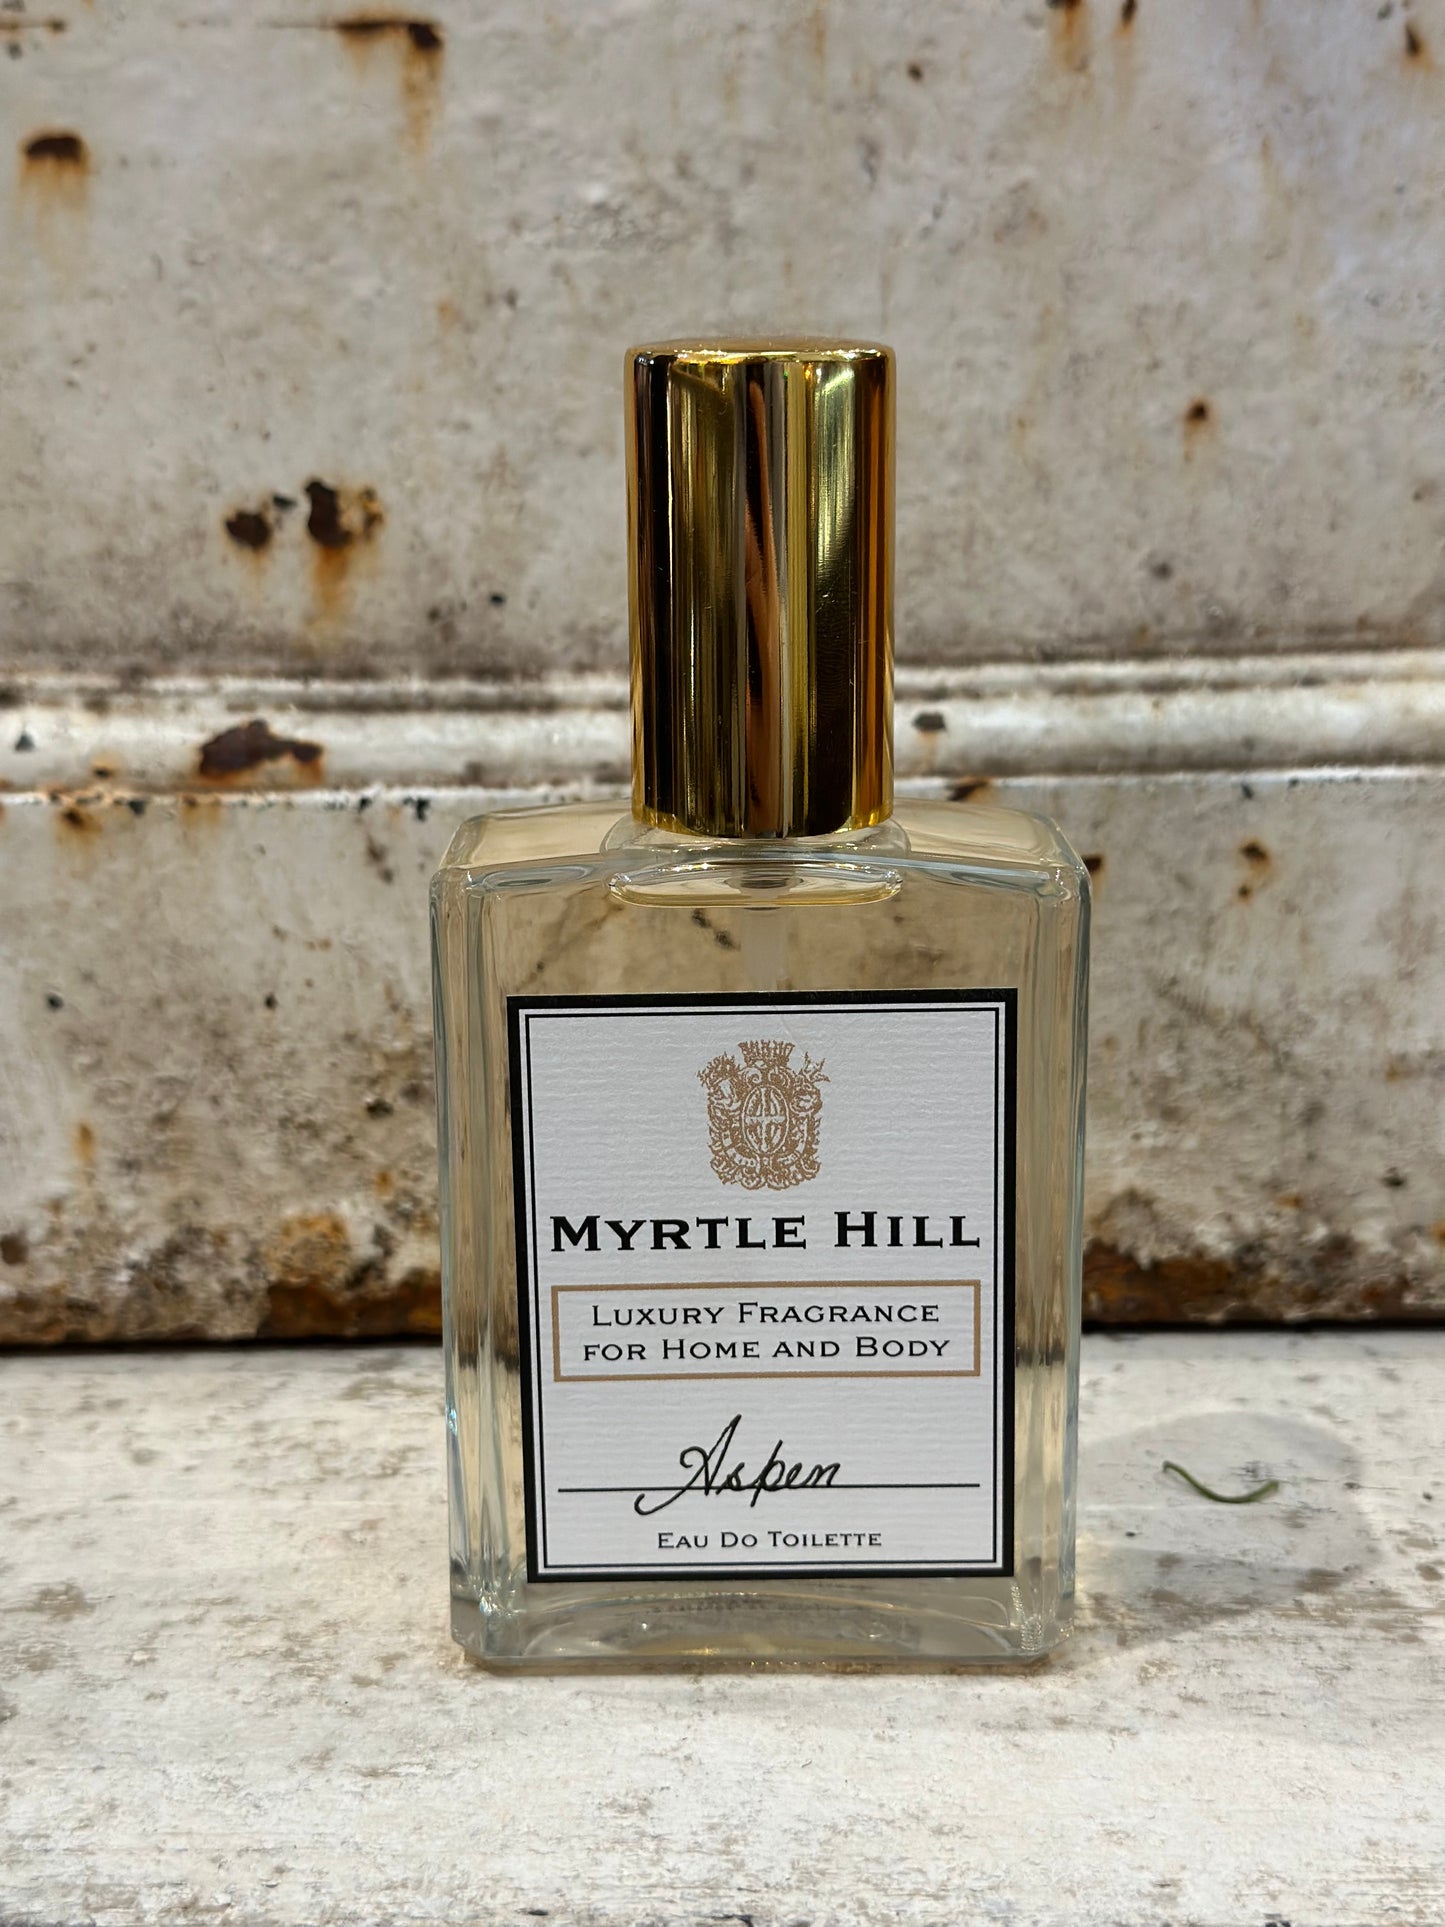 MYRTLE HILL
LUXURY FRAGRANCE
FOR HOME AND BODY
Aspen
EAU DO TOILETTE